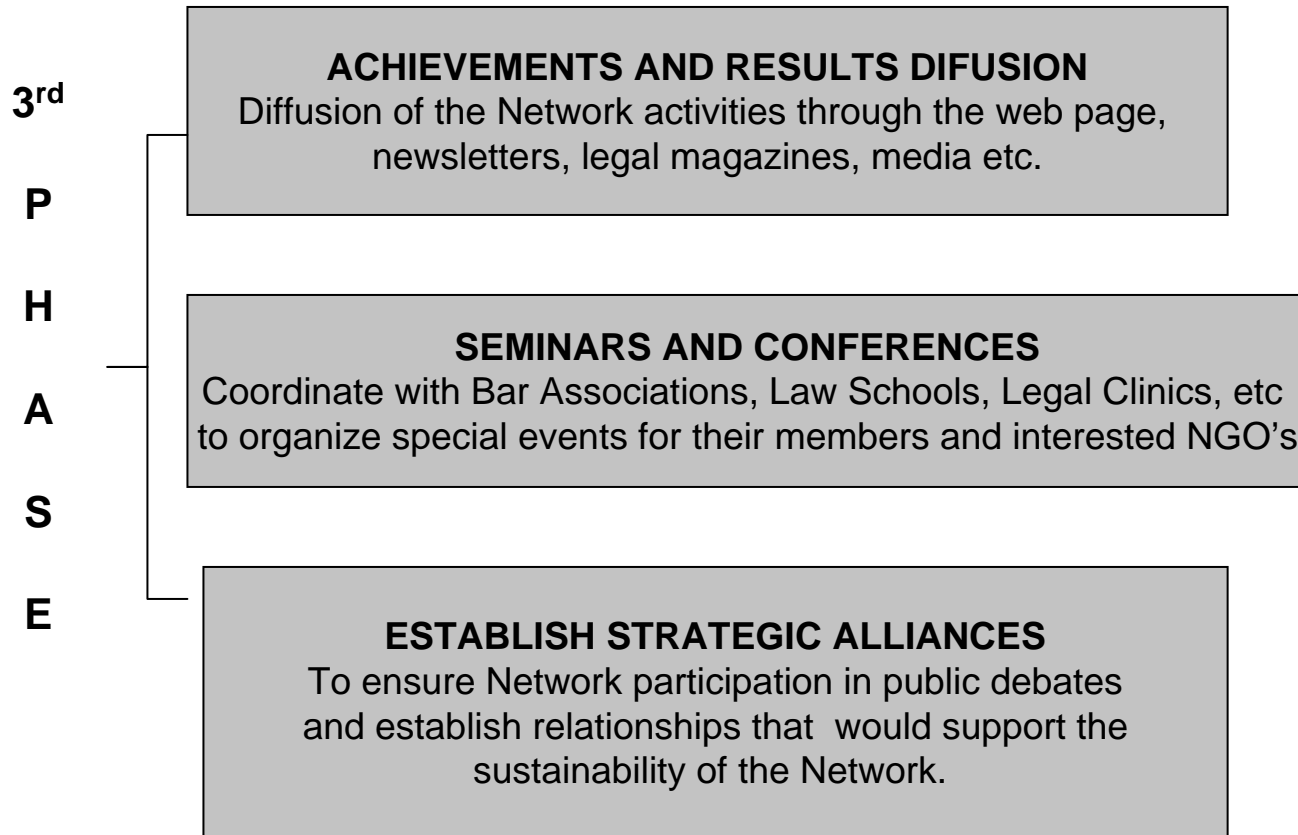 3rd
P
H
A
S
E
ACHIEVEMENTS AND RESULTS DIFUSION
Diffusion of the Network activities through the web page,
newsletters, legal magazines, media etc.
SEMINARS AND CONFERENCES
Coordinate with Bar Associations, Law Schools, Legal Clinics, etc
to organize special events for their members and interested NGO's
ESTABLISH STRATEGIC ALLIANCES
To ensure Network participation in public debates
and establish relationships that would support the
sustainability of the Network.